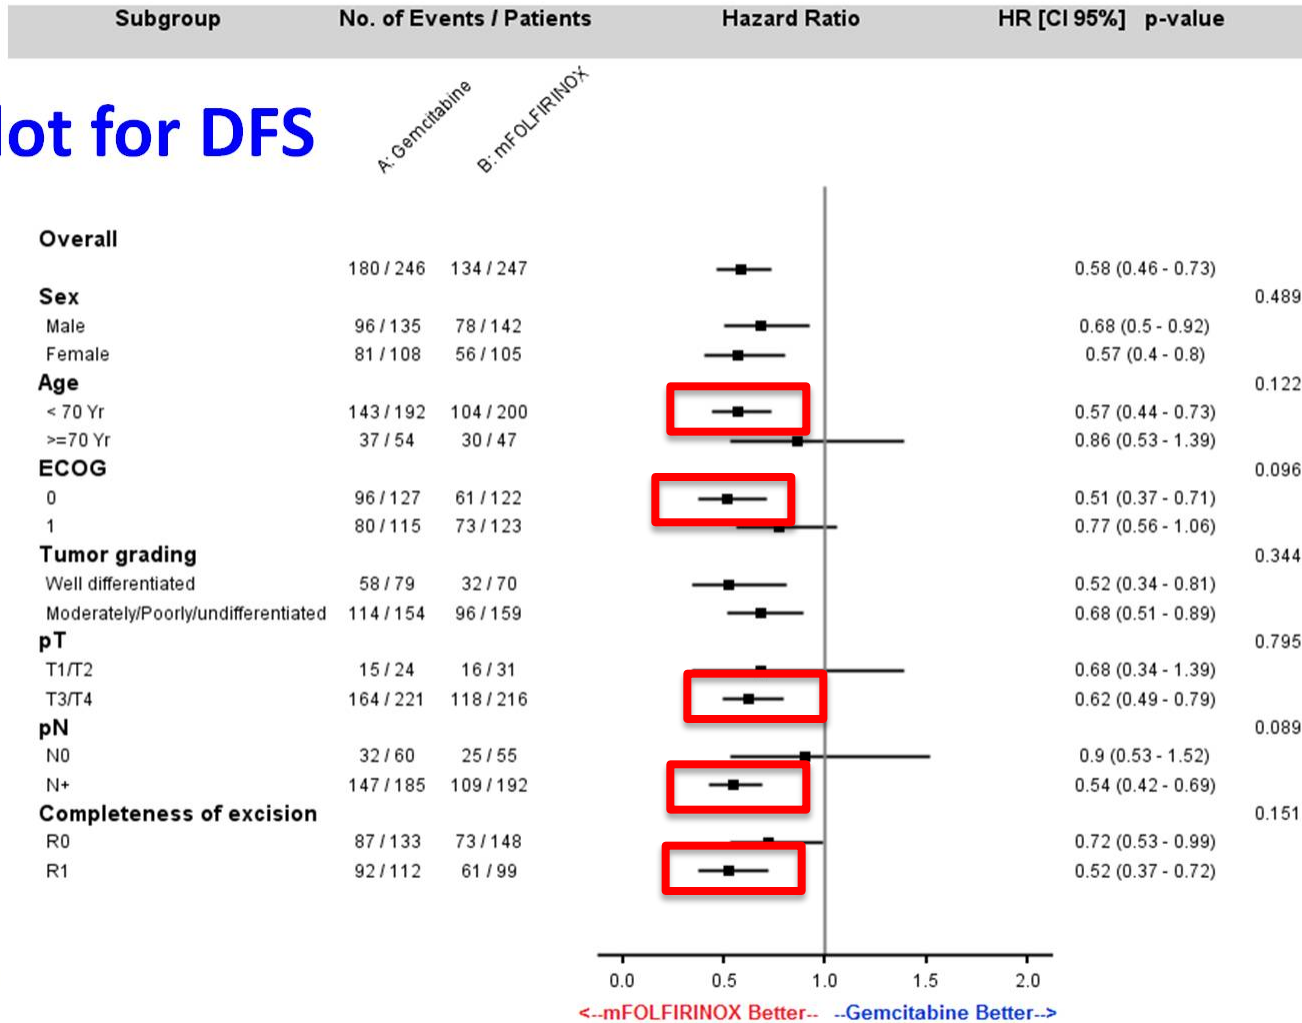 Subgroup No. of Events / Patients Hazard Ratio HR [CI 95%] p-value
A: Gemcitabine B: mFOLFIRINOX
lot for DFS
Overall
180 / 246 134 / 247 0.58 (0.46 - 0.73)
Sex 0.489
Male 96 / 135 78 / 142 0.68 (0.5 - 0.92)
Female 81 / 108 56 / 105 0.57 (0.4 - 0.8)
Age 0.122
< 70 Yr 143 / 192 104 / 200 0.57 (0.44 - 0.73)
>=70 Yr 37 / 54 30 / 47 0.86 (0.53 - 1.39)
ECOG 0.096
0 96 / 127 61 / 122 0.51 (0.37 - 0.71)
1 80 / 115 73 / 123 0.77 (0.56 - 1.06)
Tumor grading 0.344
Well differentiated 58 / 79 32 / 70 0.52 (0.34 - 0.81)
Moderately/Poorly/undifferentiated 114 / 154 96 / 159 0.68 (0.51 - 0.89)
pT 0.795
T1/T2 15 / 24 16 / 31 0.68 (0.34 - 1.39)
T3/T4 164 / 221 118 / 216 0.62 (0.49 - 0.79)
pN 0.089
N0 32 / 60 25 / 55 0.9 (0.53 - 1.52)
N+ 147 / 185 109 / 192 0.54 (0.42 - 0.69)
Completeness of excision 0.151
R0 87 / 133 73 / 148 0.72 (0.53 - 0.99)
R1 92 / 112 61 / 99 0.52 (0.37 - 0.72)
0.0 0.5 1.0 1.5 2.0
<--mFOLFIRINOX Better-- --Gemcitabine Better-->